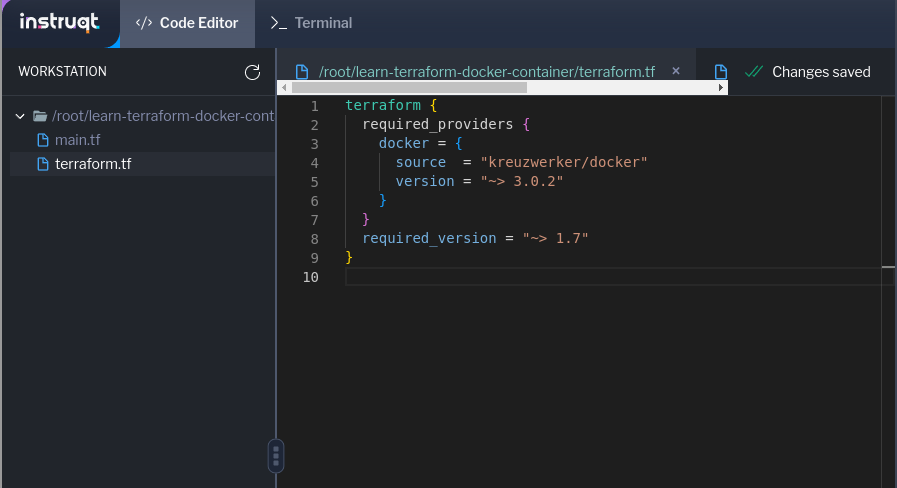 instruqt
</> Code Editor
>_ Terminal
WORKSTATION
/root/learn-terraform-docker-container/terraform.tf ×
Changes saved
/root/learn-terraform-docker-cont
main.tf
terraform.tf
1 terraform {
2   required_providers {
3     docker = {
4       source  = "kreuzwerker/docker"
5       version = "~> 3.0.2"
6     }
7   }
8   required_version = "~> 1.7"
9 }
10